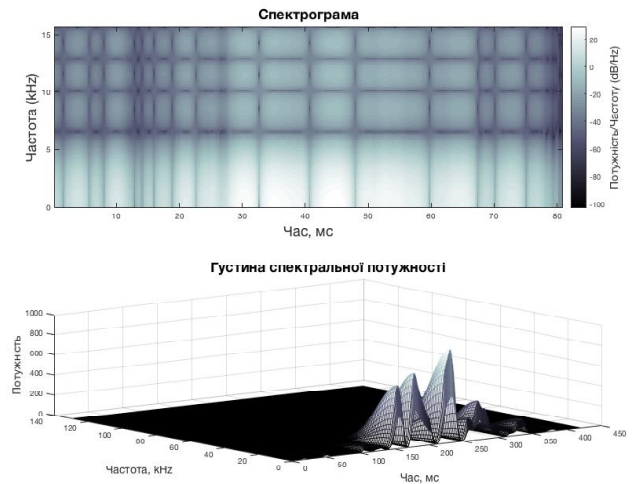 Спектрограма
15
10
5
0
Частота (kHz)
10 20 30 40 50 60 70 80
Час, мс
20
0
-20
-40
-60
-80
-100
Потужність/Частоту (dB/Hz)
Густина спектральної потужності
1000
800
600
400
200
0
Потужність
140 120 100 80 60 40 20 0
Частота, kHz
0 50 100 150 200 250 300 350 400 450
Час, мс